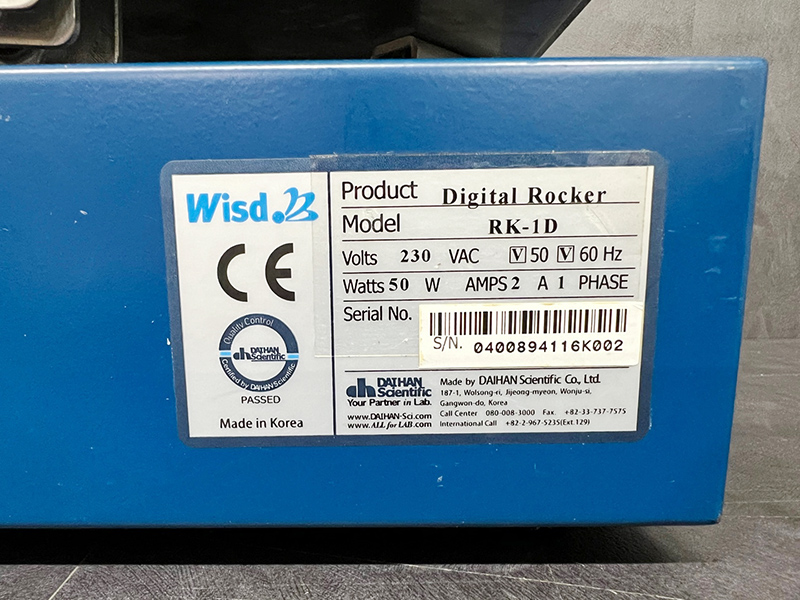 Wisd.
CE
Quality Control
DAIHAN
Scientific
Certified by DAIHAN Scientific
PASSED
Made in Korea
Product Digital Rocker
Model RK-1D
Volts 230 VAC V 50 V 60 Hz
Watts 50 W AMPS 2 A 1 PHASE
Serial No.
S/N. 0400894116K002
DAIHAN
Scientific
Your Partner in Lab.
www.DAIHAN-Sci.com
www.ALL for LAB.com
Made by DAIHAN Scientific Co., Ltd.
187-1, Wolsong-ri, Jijeong-myeon, Wonju-si,
Gangwon-do, Korea
Call Center 080-008-3000 Fax. +82-33-737-7575
International Call +82-2-967-5235(Ext.129)